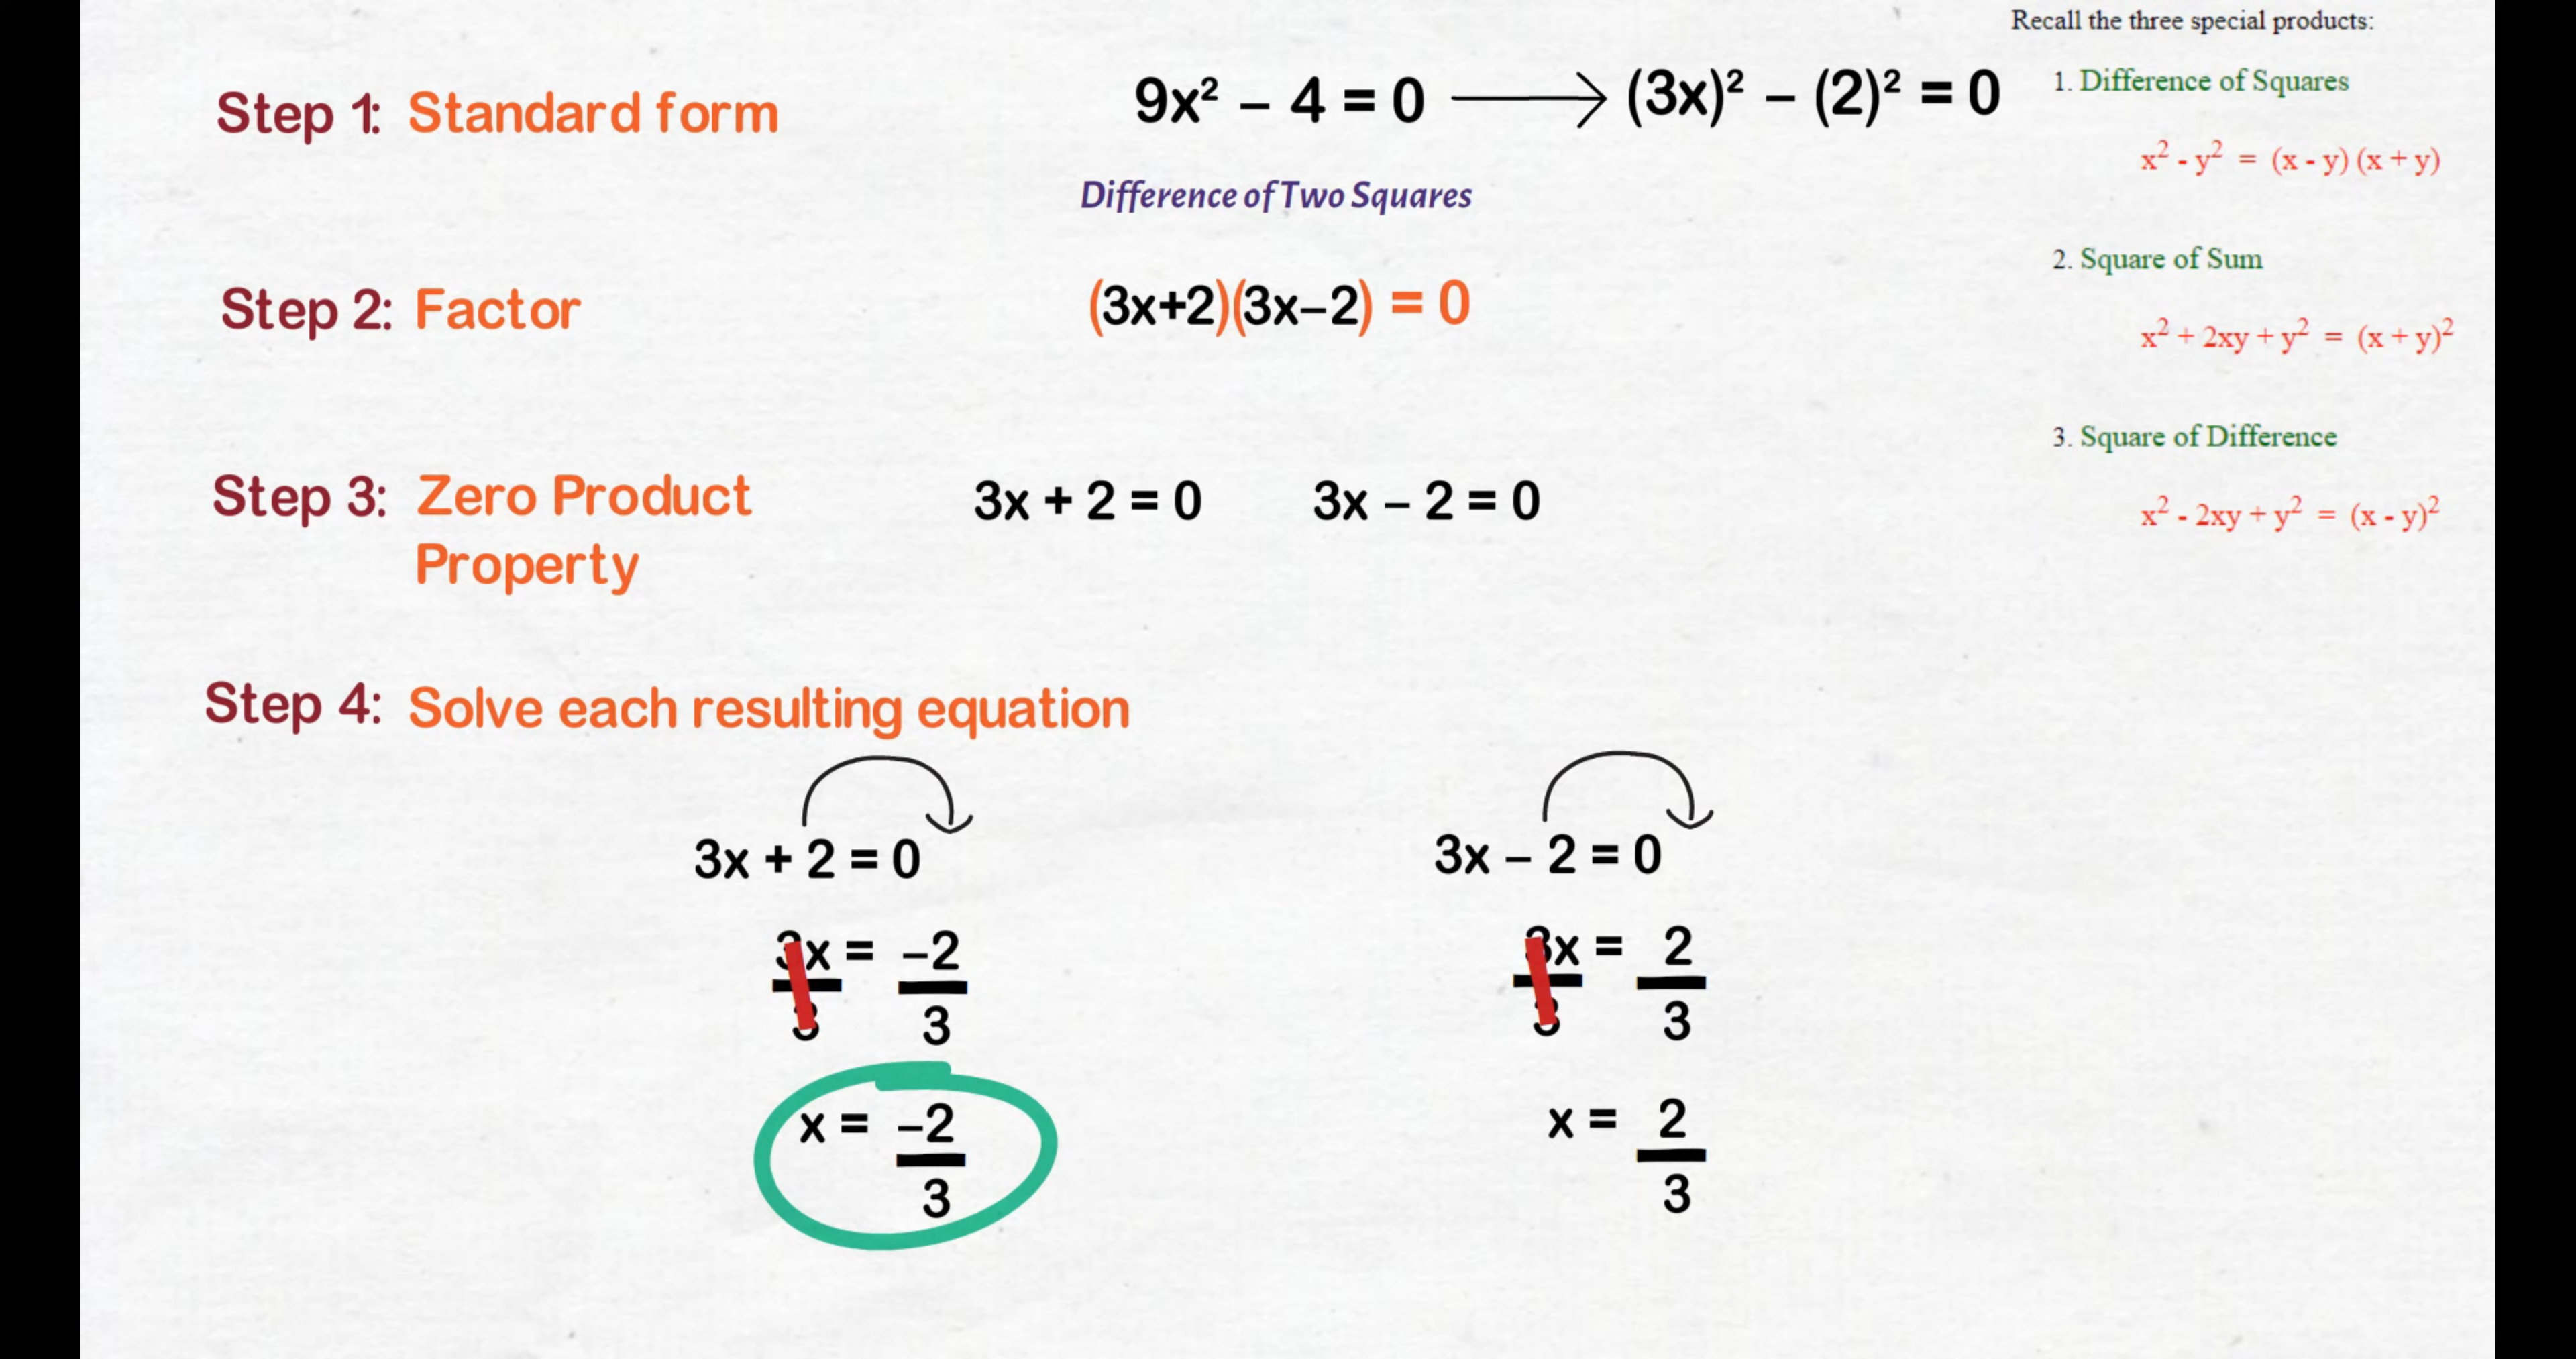 Recall the three special products:
Step 1: Standard form
9x² – 4 = 0 ⟶ (3x)² – (2)² = 0
1. Difference of Squares
x² - y² = (x - y) (x + y)
Difference of Two Squares
2. Square of Sum
x² + 2xy + y² = (x + y)²
Step 2: Factor
(3x+2)(3x–2) = 0
3. Square of Difference
x² - 2xy + y² = (x - y)²
Step 3: Zero Product
Property
3x + 2 = 0
3x – 2 = 0
Step 4: Solve each resulting equation
3x + 2 = 0
3x = –2
3 3
x = –2
3
3x – 2 = 0
3x = 2
3 3
x = 2
3